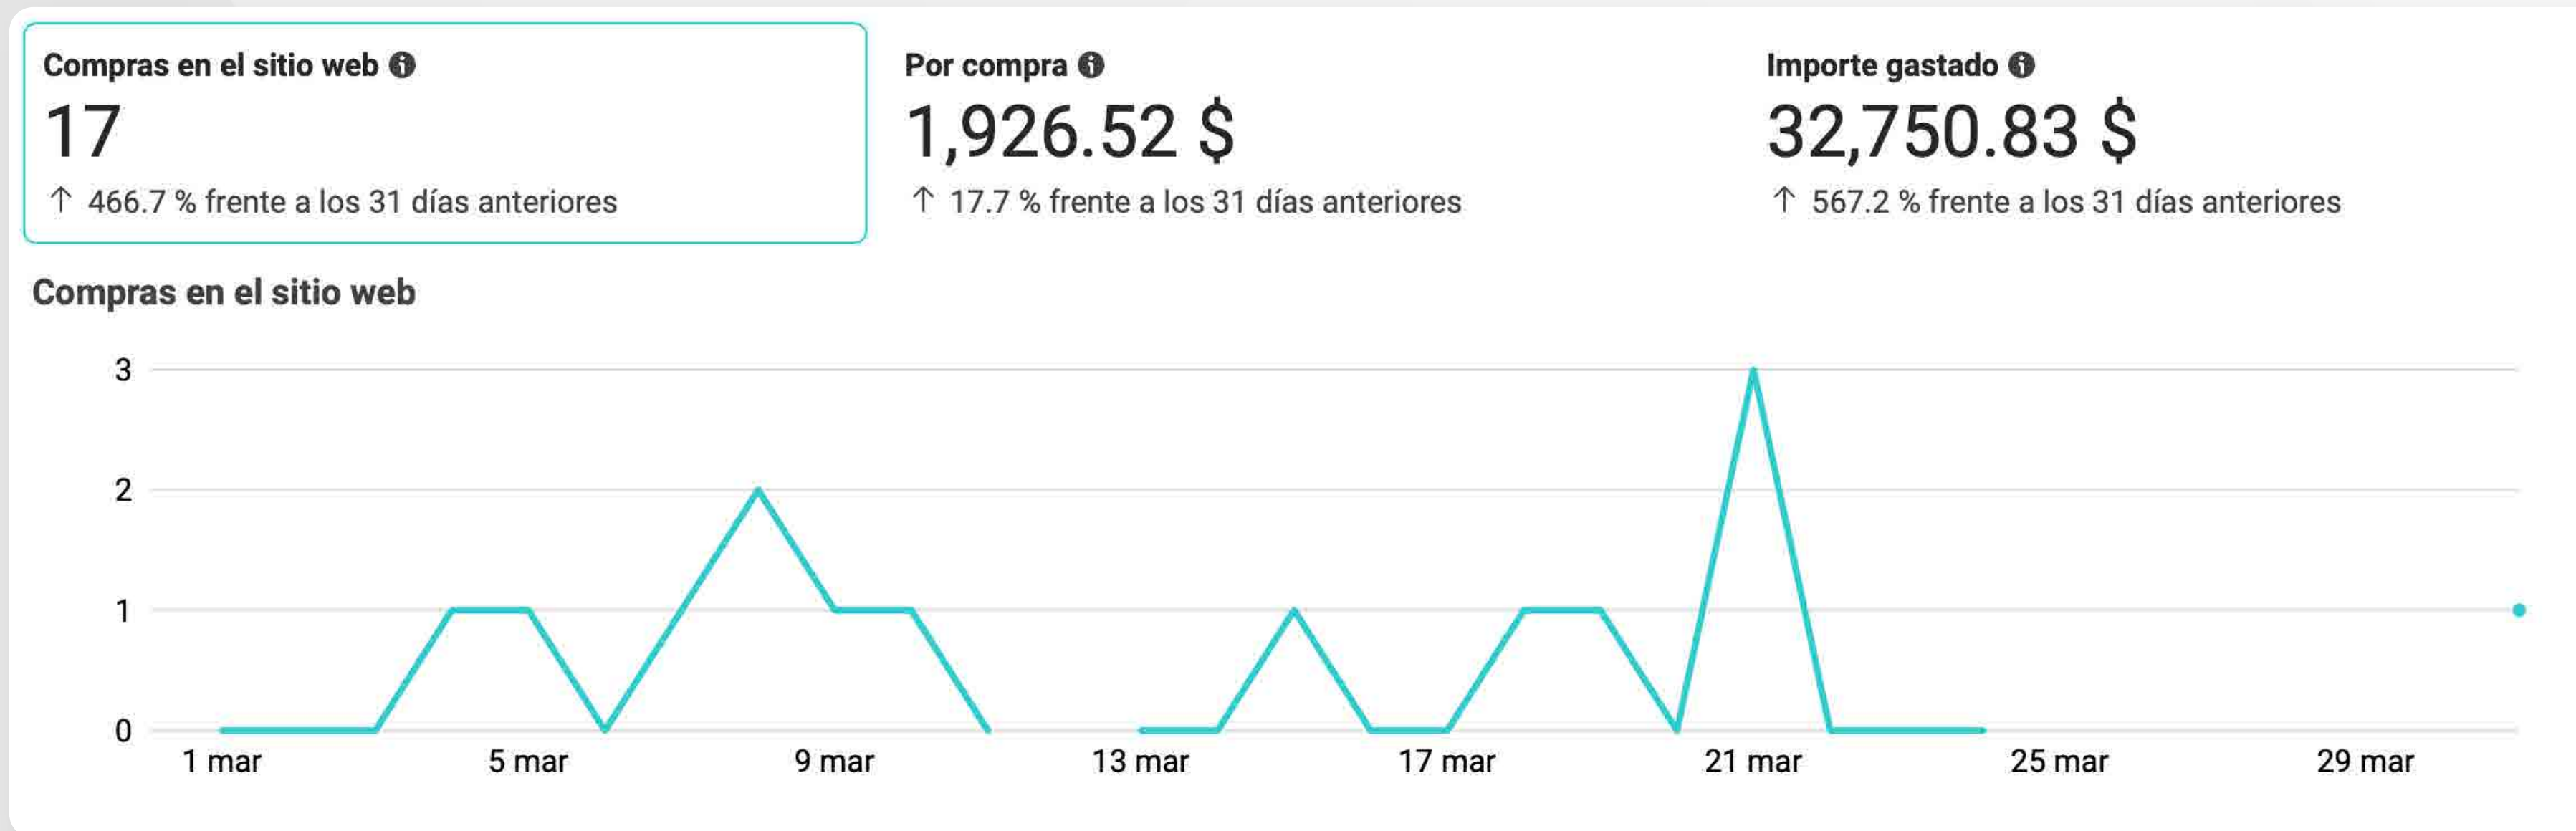 Compras en el sitio web
17
↑ 466.7 % frente a los 31 días anteriores
Por compra
1,926.52 $
↑ 17.7 % frente a los 31 días anteriores
Importe gastado
32,750.83 $
↑ 567.2 % frente a los 31 días anteriores
Compras en el sitio web
3
2
1
0
1 mar 5 mar 9 mar 13 mar 17 mar 21 mar 25 mar 29 mar